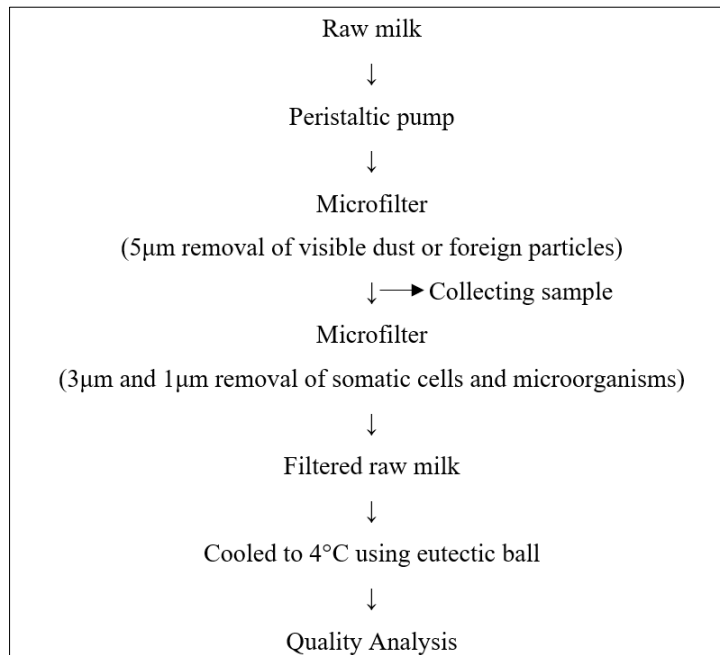 Raw milk
↓
Peristaltic pump
↓
Microfilter
(5μm removal of visible dust or foreign particles)
↓ → Collecting sample
Microfilter
(3μm and 1μm removal of somatic cells and microorganisms)
↓
Filtered raw milk
↓
Cooled to 4°C using eutectic ball
↓
Quality Analysis